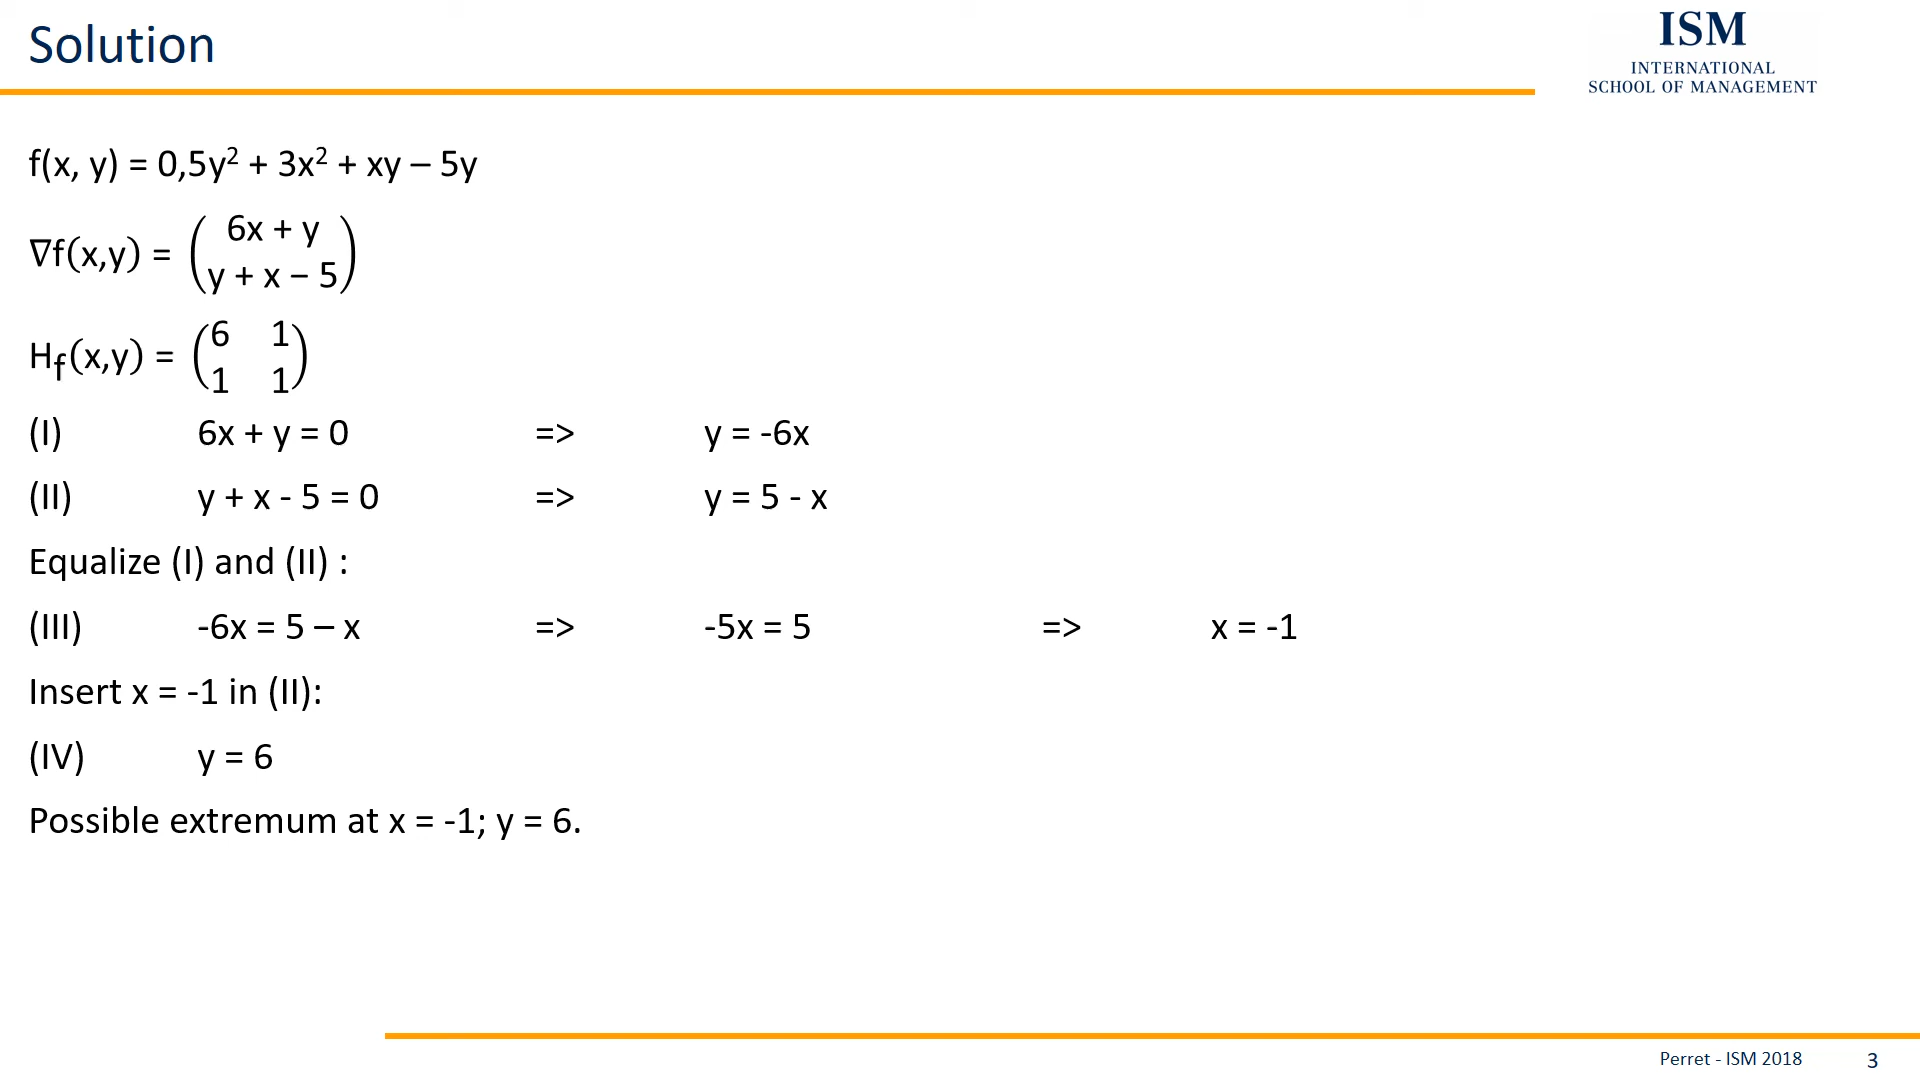 Solution
ISM
INTERNATIONAL
SCHOOL OF MANAGEMENT
f(x, y) = 0,5y² + 3x² + xy – 5y
∇f(x,y) = (6x + y
y + x − 5)
H_f(x,y) = (6 1
1 1)
(I) 6x + y = 0 => y = -6x
(II) y + x - 5 = 0 => y = 5 - x
Equalize (I) and (II) :
(III) -6x = 5 – x => -5x = 5 => x = -1
Insert x = -1 in (II):
(IV) y = 6
Possible extremum at x = -1; y = 6.
Perret - ISM 2018 3